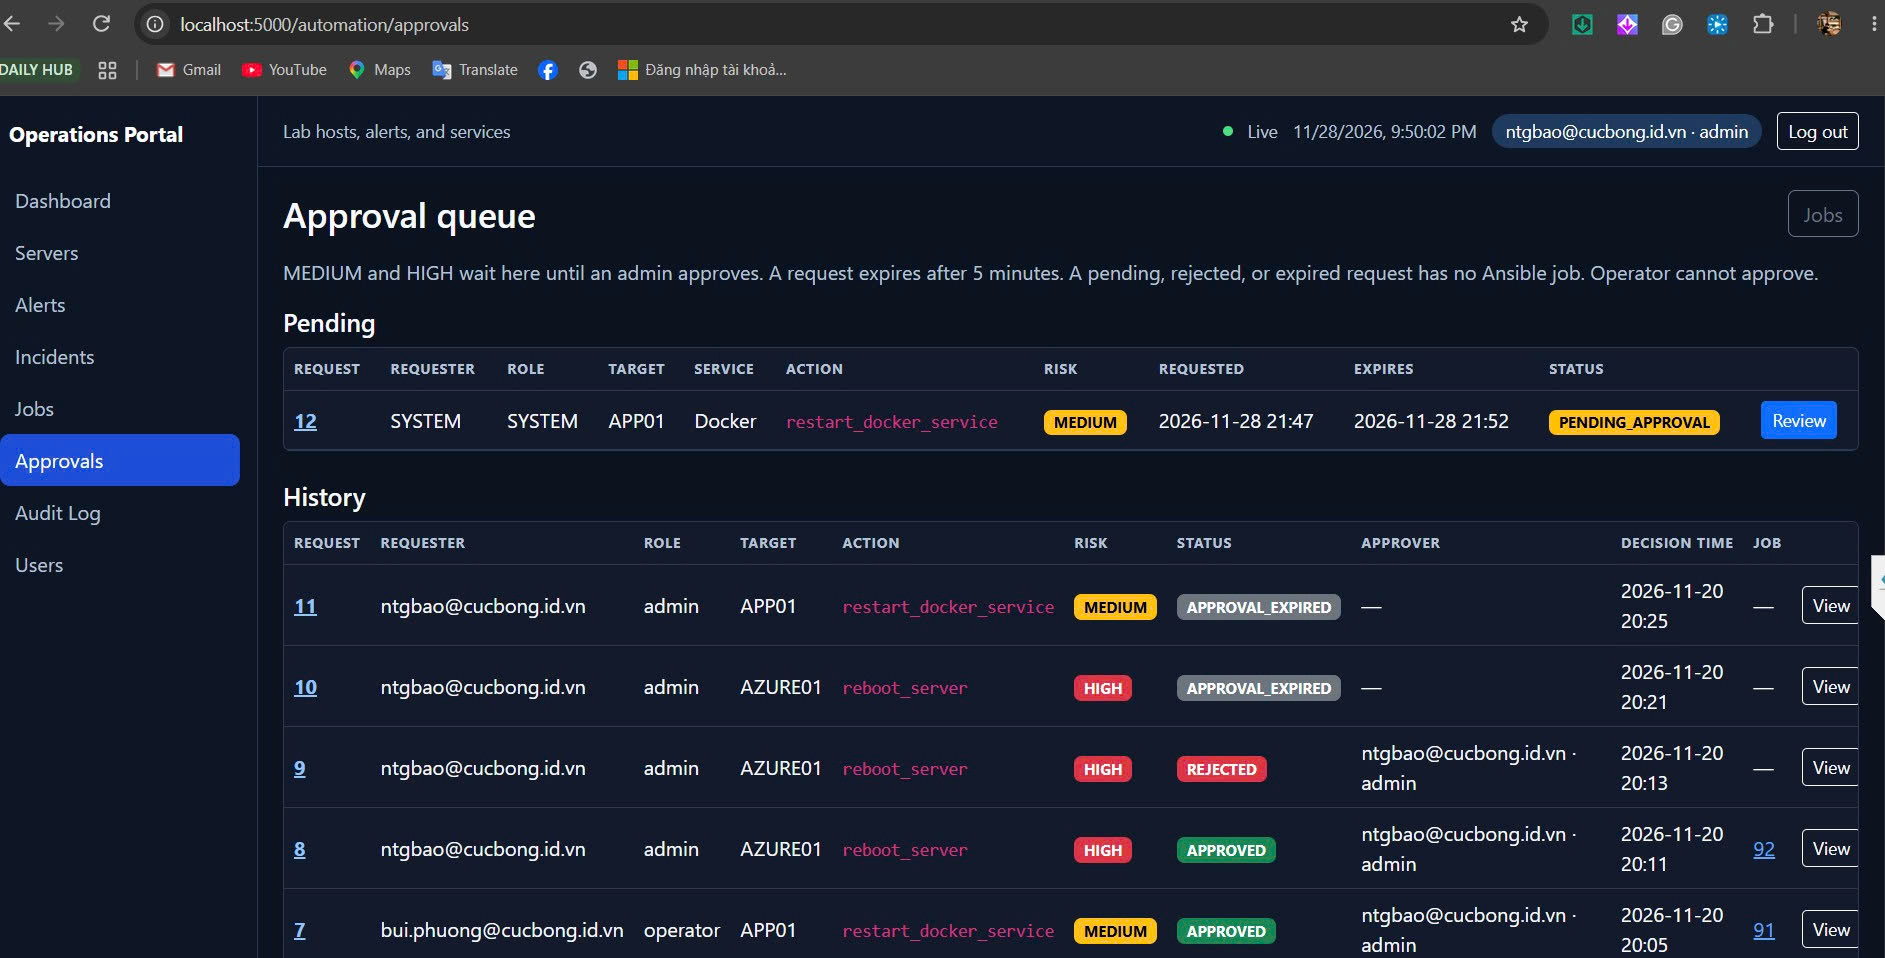 localhost:5000/automation/approvals
DAILY HUB
Gmail
YouTube
Maps
Translate
Đăng nhập tài khoả...
Operations Portal
Lab hosts, alerts, and services
Live 11/28/2026, 9:50:02 PM ntgbao@cucbong.id.vn · admin Log out
Dashboard
Servers
Alerts
Incidents
Jobs
Approvals
Audit Log
Users
Approval queue
Jobs
MEDIUM and HIGH wait here until an admin approves. A request expires after 5 minutes. A pending, rejected, or expired request has no Ansible job. Operator cannot approve.
Pending
REQUEST REQUESTER ROLE TARGET SERVICE ACTION RISK REQUESTED EXPIRES STATUS
12 SYSTEM SYSTEM APP01 Docker restart_docker_service MEDIUM 2026-11-28 21:47 2026-11-28 21:52 PENDING_APPROVAL Review
History
REQUEST REQUESTER ROLE TARGET ACTION RISK STATUS APPROVER DECISION TIME JOB
11 ntgbao@cucbong.id.vn admin APP01 restart_docker_service MEDIUM APPROVAL_EXPIRED — 2026-11-20 20:25 — View
10 ntgbao@cucbong.id.vn admin AZURE01 reboot_server HIGH APPROVAL_EXPIRED — 2026-11-20 20:21 — View
9 ntgbao@cucbong.id.vn admin AZURE01 reboot_server HIGH REJECTED ntgbao@cucbong.id.vn · admin 2026-11-20 20:13 — View
8 ntgbao@cucbong.id.vn admin AZURE01 reboot_server HIGH APPROVED ntgbao@cucbong.id.vn · admin 2026-11-20 20:11 92 View
7 bui.phuong@cucbong.id.vn operator APP01 restart_docker_service MEDIUM APPROVED ntgbao@cucbong.id.vn · admin 2026-11-20 20:05 91 View